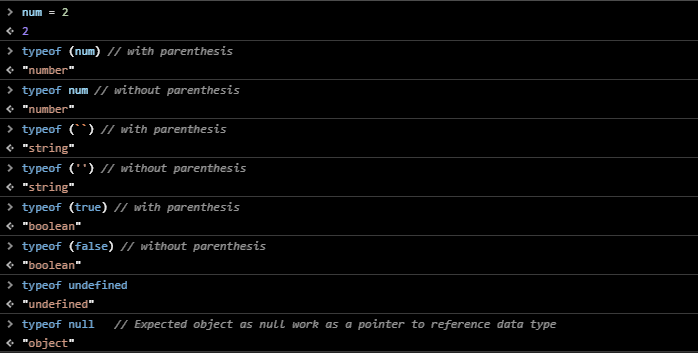 > num = 2
<· 2
> typeof (num) // with parenthesis
<· "number"
> typeof num // without parenthesis
<· "number"
> typeof (``) // with parenthesis
<· "string"
> typeof ('') // without parenthesis
<· "string"
> typeof (true) // with parenthesis
<· "boolean"
> typeof (false) // without parenthesis
<· "boolean"
> typeof undefined
<· "undefined"
> typeof null   // Expected object as null work as a pointer to reference data type
<· "object"